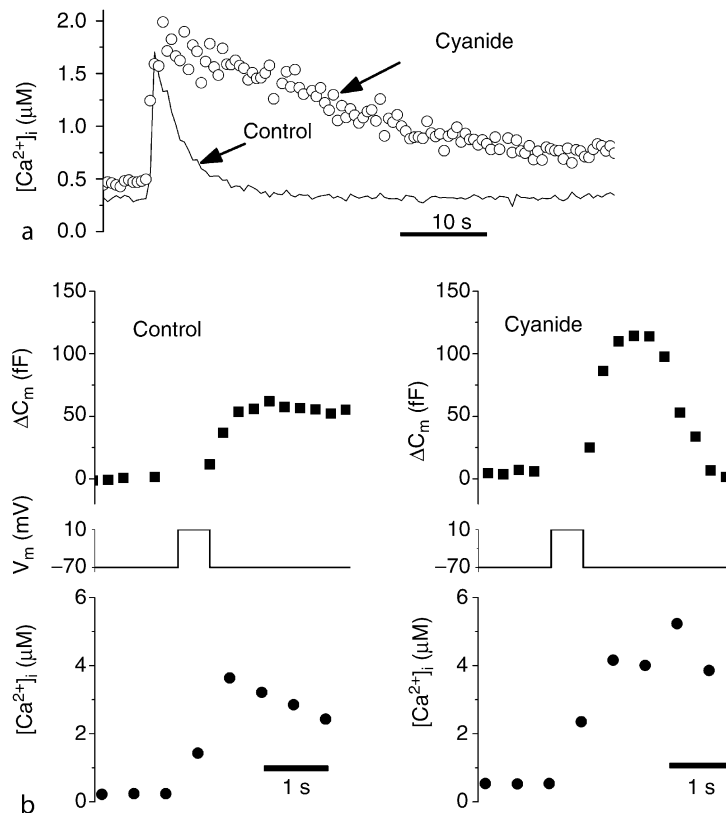 2.0
1.5
1.0
0.5
0.0
[Ca2+]i (µM)
Cyanide
Control
10 s
a
150
100
50
0
ΔCm (fF)
Control
150
100
50
0
ΔCm (fF)
Cyanide
10
−70
Vm (mV)
10
−70
6
4
2
0
[Ca2+]i (µM)
1 s
6
4
2
0
[Ca2+]i (µM)
1 s
b